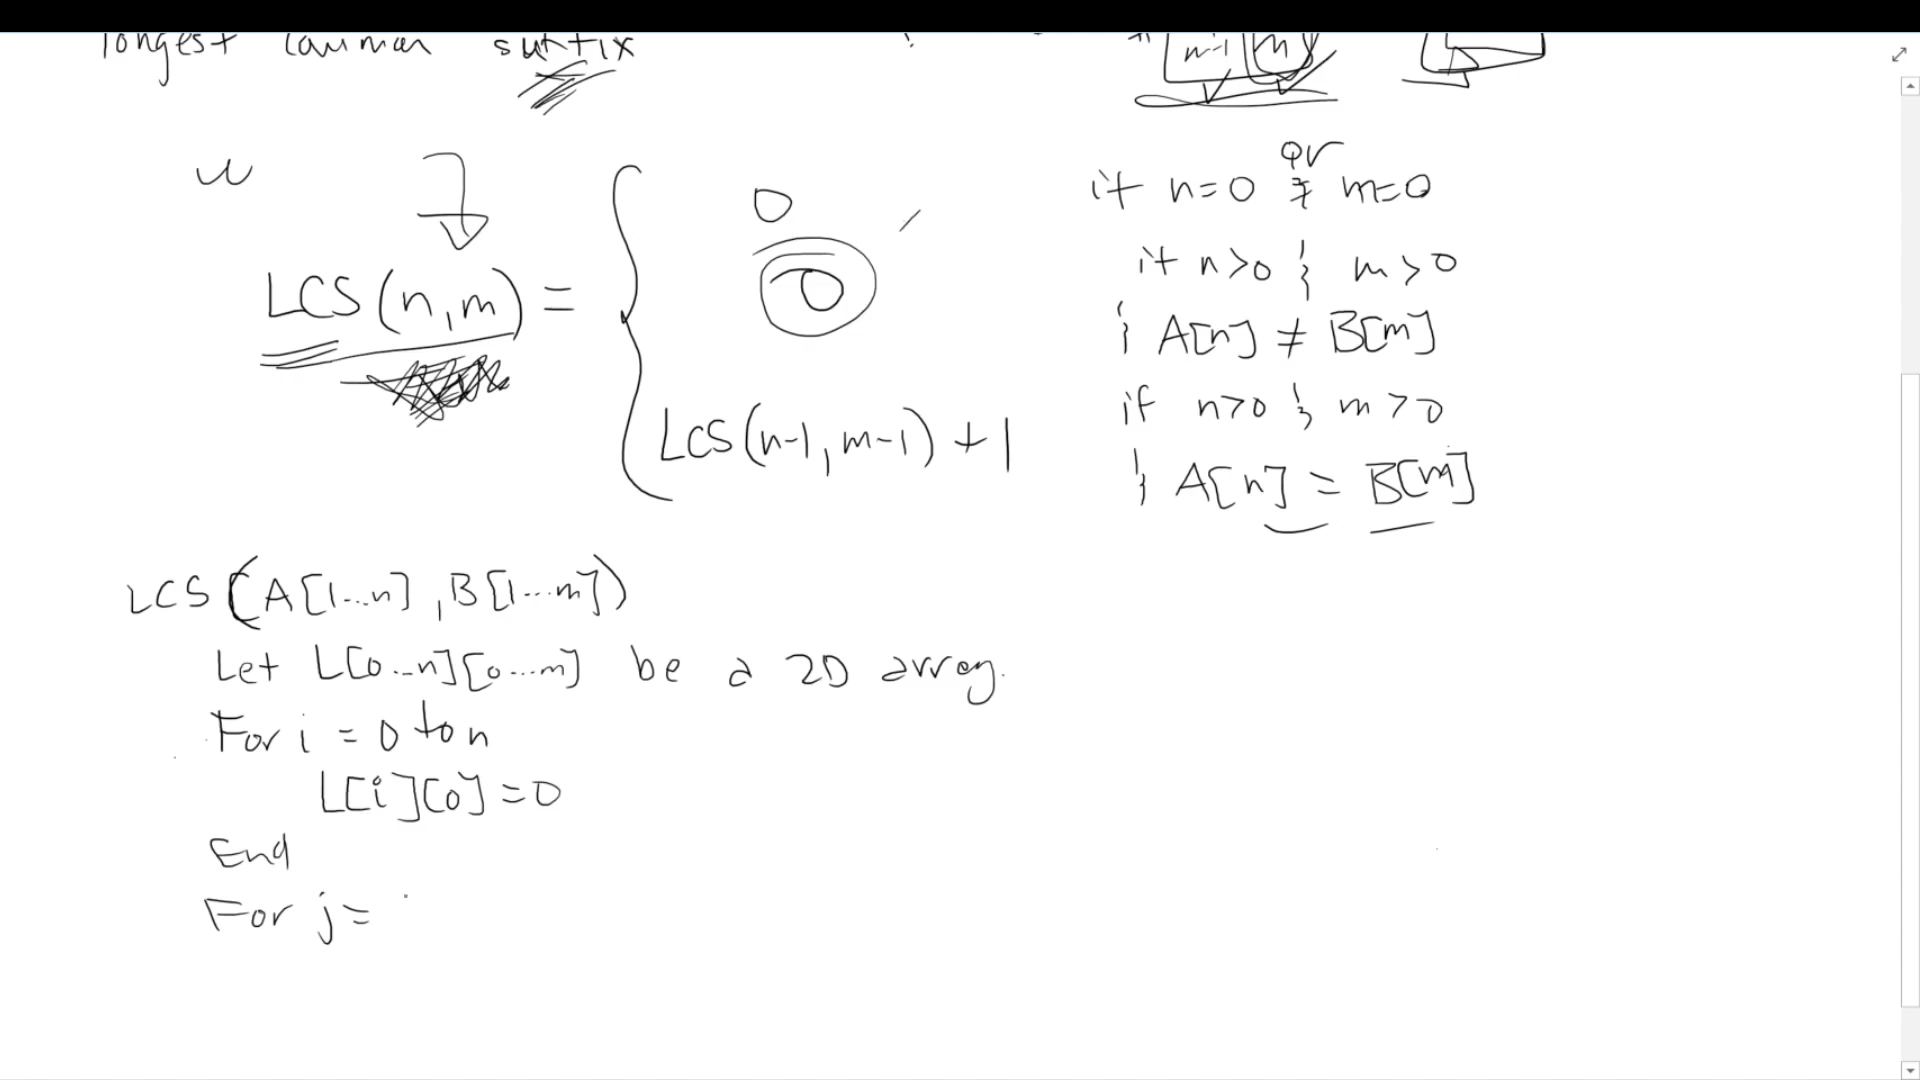 longest common suffix
n-1 m
or
if n=0 & m=0
0
if n>0 & m>0
LCS(n,m) = 0
& A[n] ≠ B[m]
if n>0 & m>0
LCS(n-1,m-1) + 1
& A[n] = B[m]
LCS(A[1...n],B[1...m])
Let L[0...n][0...m] be a 2D array.
For i = 0 to n
L[i][0] = 0
End
For j =